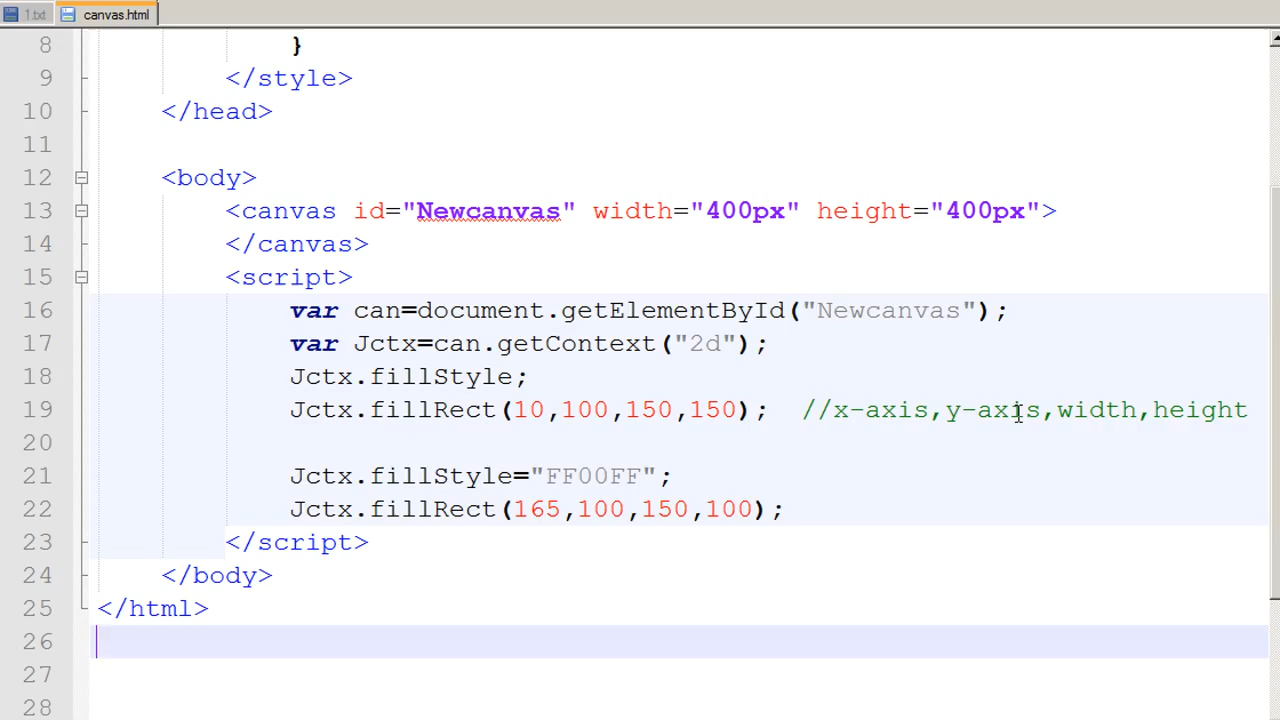 1.txt canvas.html
8 }
9 </style>
10 </head>
11
12 <body>
13 <canvas id="Newcanvas" width="400px" height="400px">
14 </canvas>
15 <script>
16 var can=document.getElementById("Newcanvas");
17 var Jctx=can.getContext("2d");
18 Jctx.fillStyle;
19 Jctx.fillRect(10,100,150,150); //x-axis,y-axis,width,height
20
21 Jctx.fillStyle="FF00FF";
22 Jctx.fillRect(165,100,150,100);
23 </script>
24 </body>
25 </html>
26
27
28